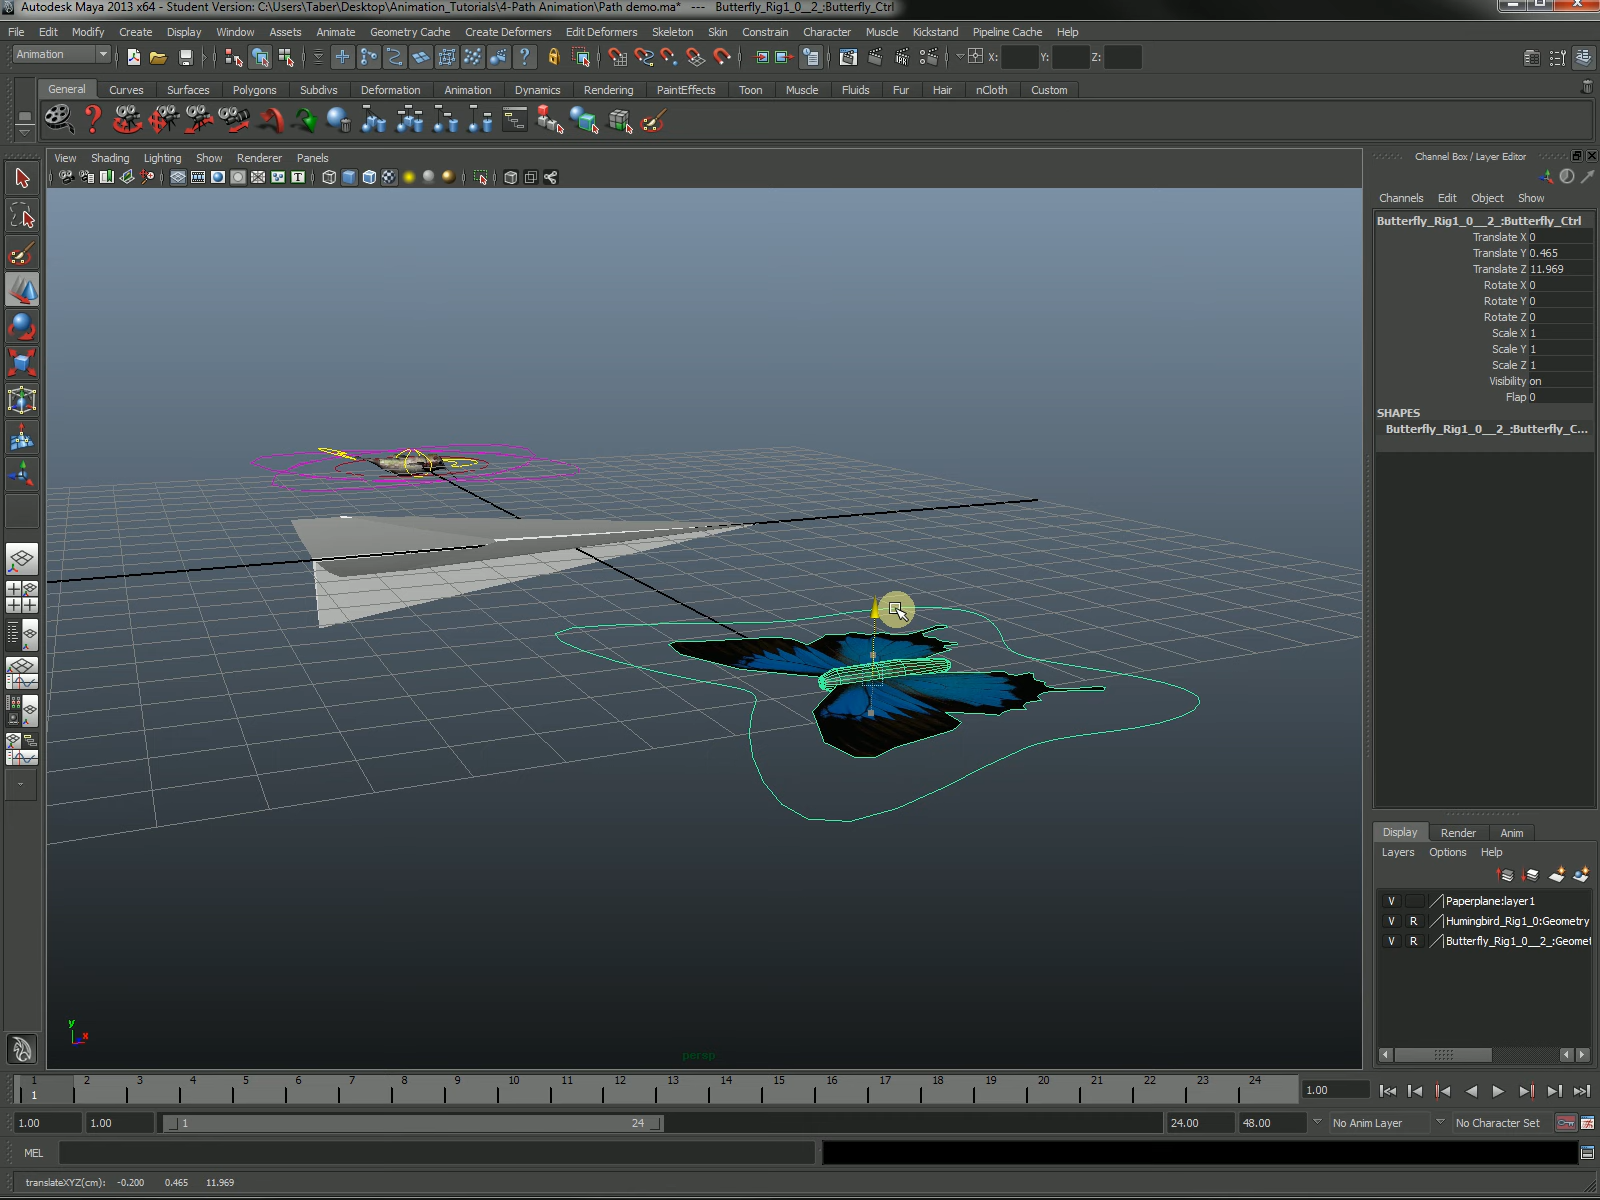 Autodesk Maya 2013 x64 - Student Version: C:\Users\Taber\Desktop\Animation_Tutorials\4-Path Animation\Path demo.ma* --- Butterfly_Rig1_0__2_:Butterfly_Ctrl
File Edit Modify Create Display Window Assets Animate Geometry Cache Create Deformers Edit Deformers Skeleton Skin Constrain Character Muscle Kickstand Pipeline Cache Help
Animation X: Y: Z:
General Curves Surfaces Polygons Subdivs Deformation Animation Dynamics Rendering PaintEffects Toon Muscle Fluids Fur Hair nCloth Custom
View Shading Lighting Show Renderer Panels
Channel Box / Layer Editor
Channels Edit Object Show
Butterfly_Rig1_0__2_:Butterfly_Ctrl
Translate X 0
Translate Y 0.465
Translate Z 11.969
Rotate X 0
Rotate Y 0
Rotate Z 0
Scale X 1
Scale Y 1
Scale Z 1
Visibility on
Flap 0
SHAPES
Butterfly_Rig1_0__2_:Butterfly_C...
Display Render Anim
Layers Options Help
V Paperplane:layer1
V R Humingbird_Rig1_0:Geometry
V R Butterfly_Rig1_0__2_:Geomet
y
x
persp
1 2 3 4 5 6 7 8 9 10 11 12 13 14 15 16 17 18 19 20 21 22 23 24
1 1.00
1.00 1.00 1 24 24.00 48.00 No Anim Layer No Character Set
MEL
translateXYZ(cm): -0.200 0.465 11.969